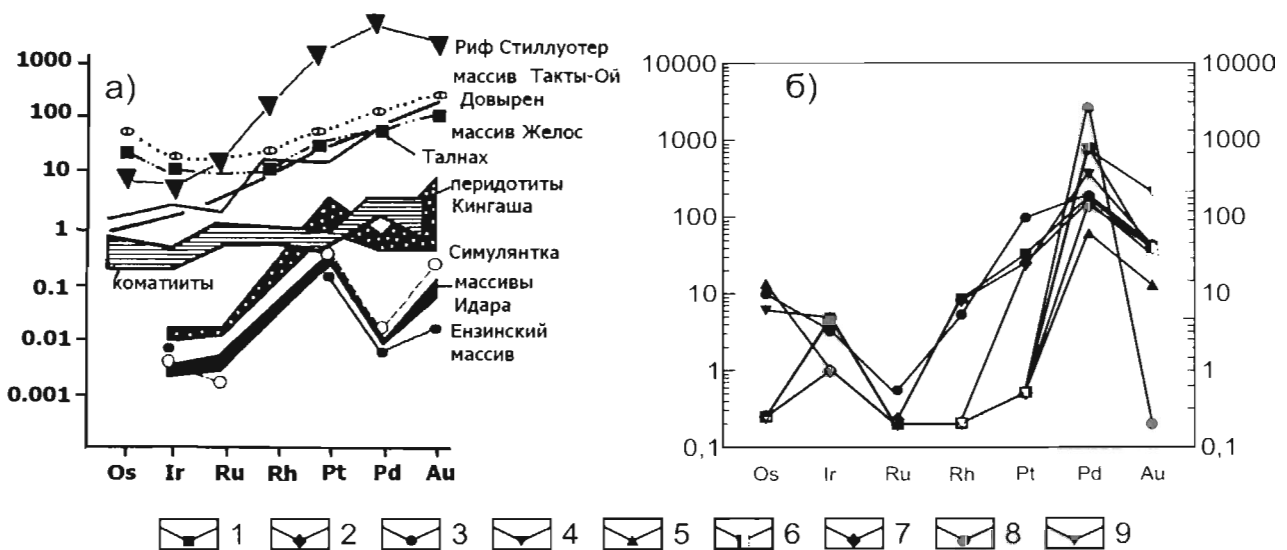 а)
1000
100
10
1
0.1
0.01
0.001
Os Ir Ru Rh Pt Pd Au
Риф Стиллуотер
массив Такты-Ой
Довырен
массив Желос
Талнах
перидотиты
Кингаша
Симулянтка
массивы
Идара
Ензинский
массив
коматииты
б)
10000
1000
100
10
1
0,1
Os Ir Ru Rh Pt Pd Au
10000
1000
100
10
1
0,1
1 2 3 4 5 6 7 8 9